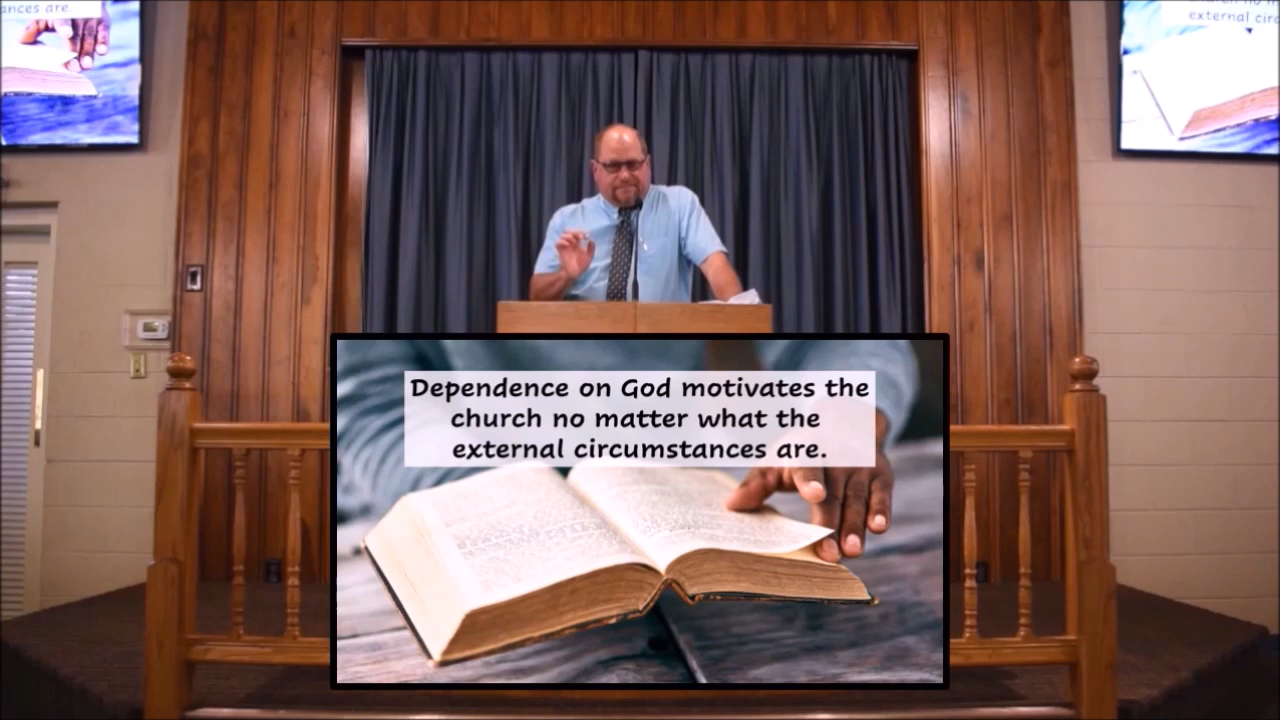 ances are.
external circ
Dependence on God motivates the
church no matter what the
external circumstances are.